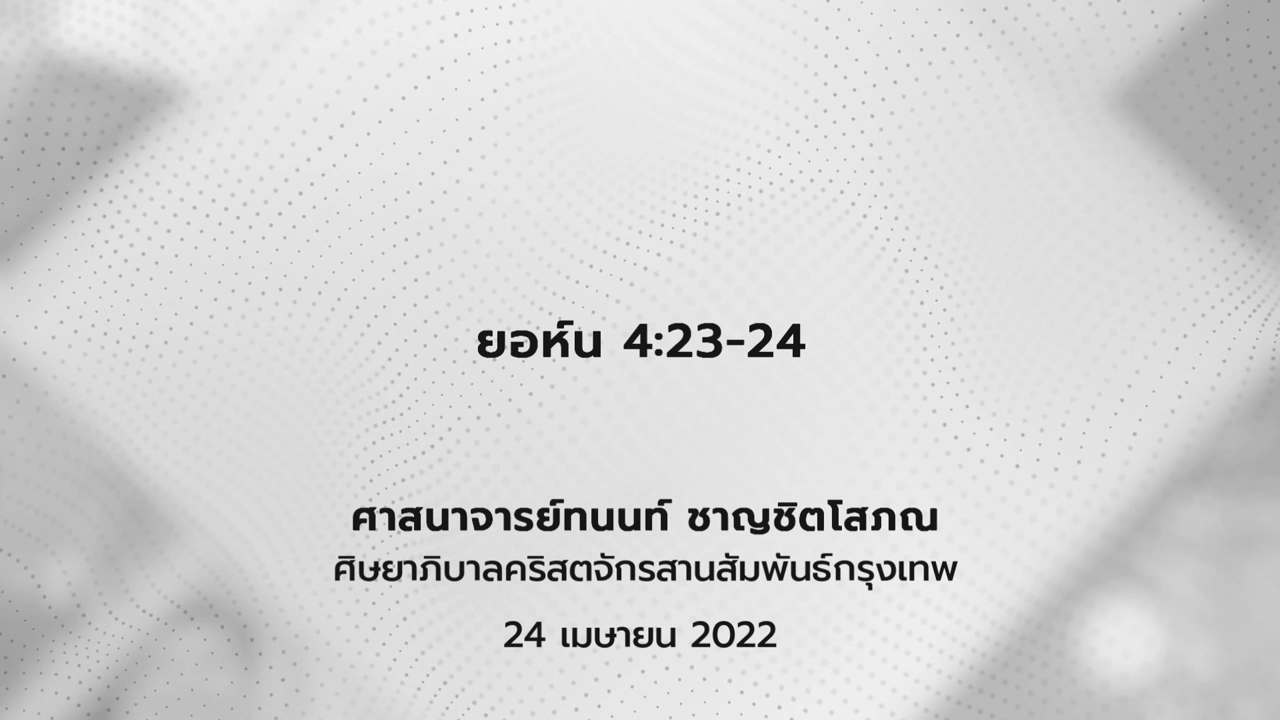 ยอห์น 4:23-24
ศาสนาจารย์ทนนท์ ชาญชิตโสภณ
ศิษยาภิบาลคริสตจักรสานสัมพันธ์กรุงเทพ
24 เมษายน 2022